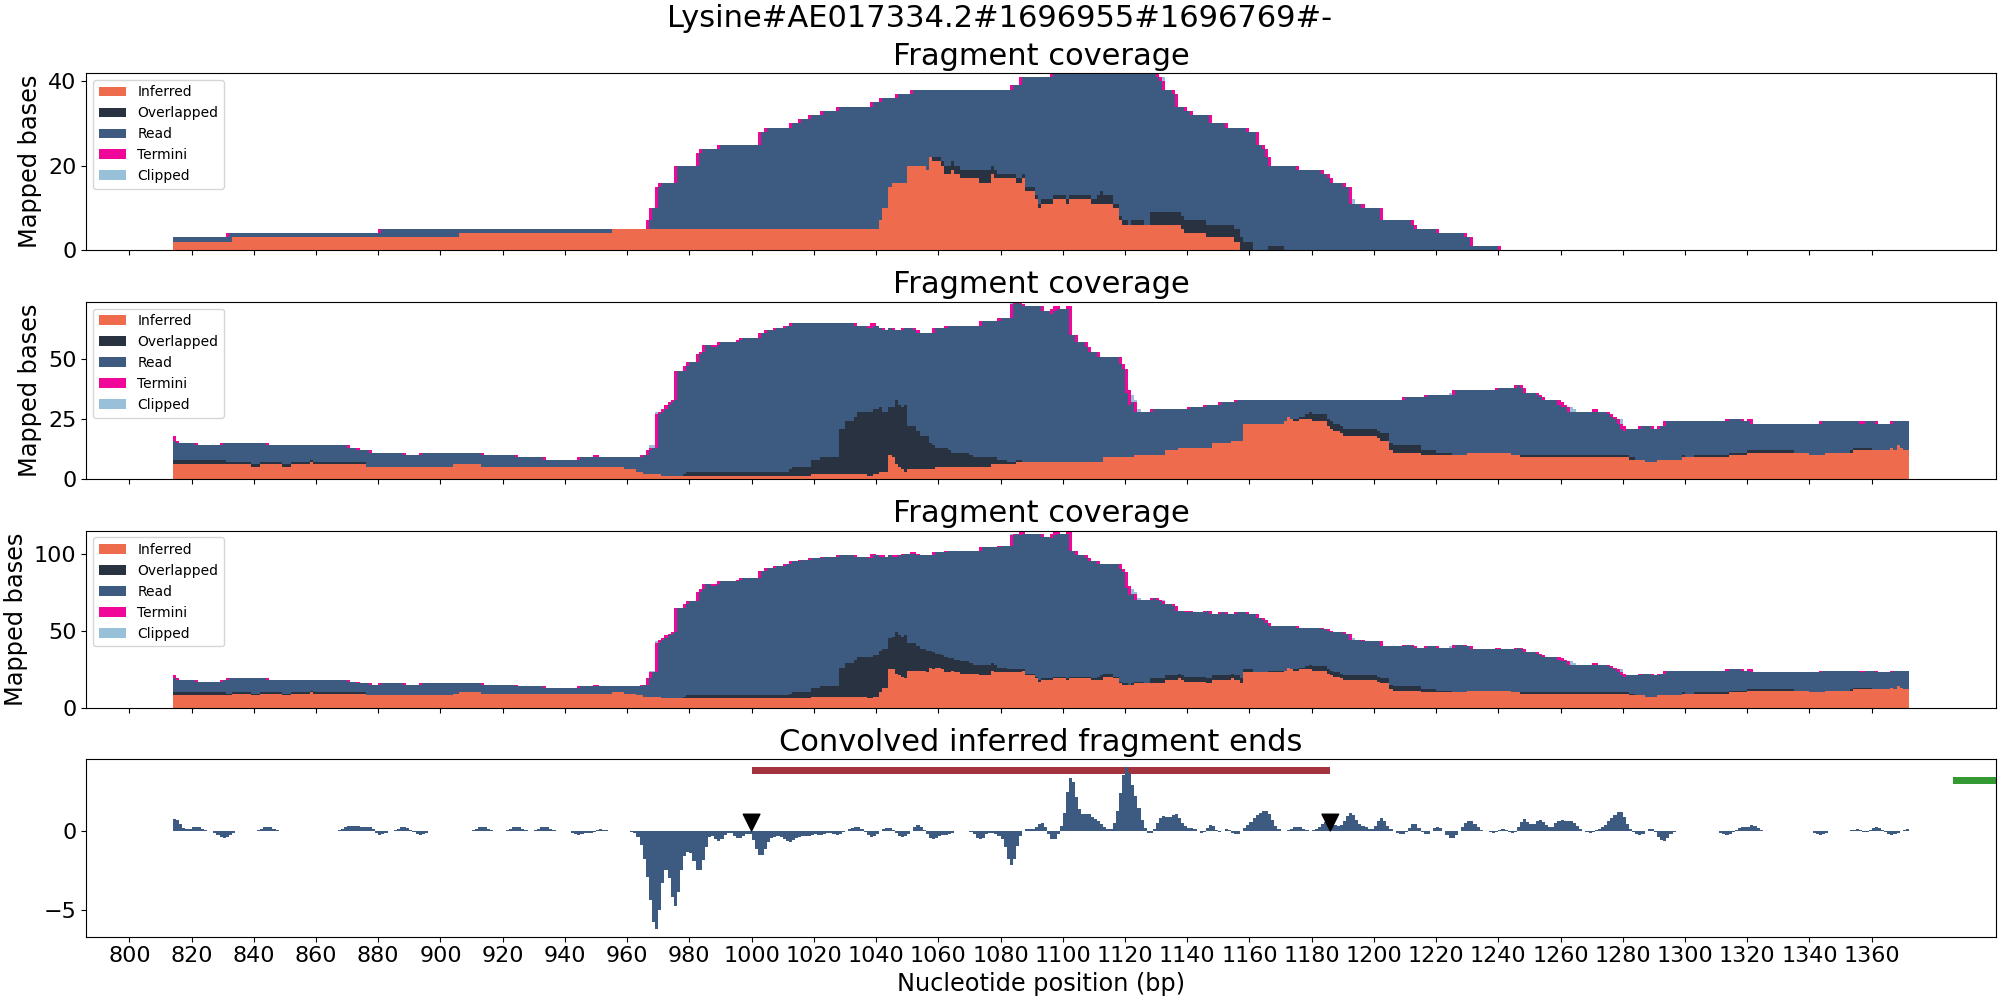 Lysine#AE017334.2#1696955#1696769#-
Fragment coverage
Mapped bases
40
20
0
Inferred
Overlapped
Read
Termini
Clipped
Fragment coverage
Mapped bases
50
25
0
Inferred
Overlapped
Read
Termini
Clipped
Fragment coverage
Mapped bases
100
50
0
Inferred
Overlapped
Read
Termini
Clipped
Convolved inferred fragment ends
0
−5
800 820 840 860 880 900 920 940 960 980 1000 1020 1040 1060 1080 1100 1120 1140 1160 1180 1200 1220 1240 1260 1280 1300 1320 1340 1360
Nucleotide position (bp)